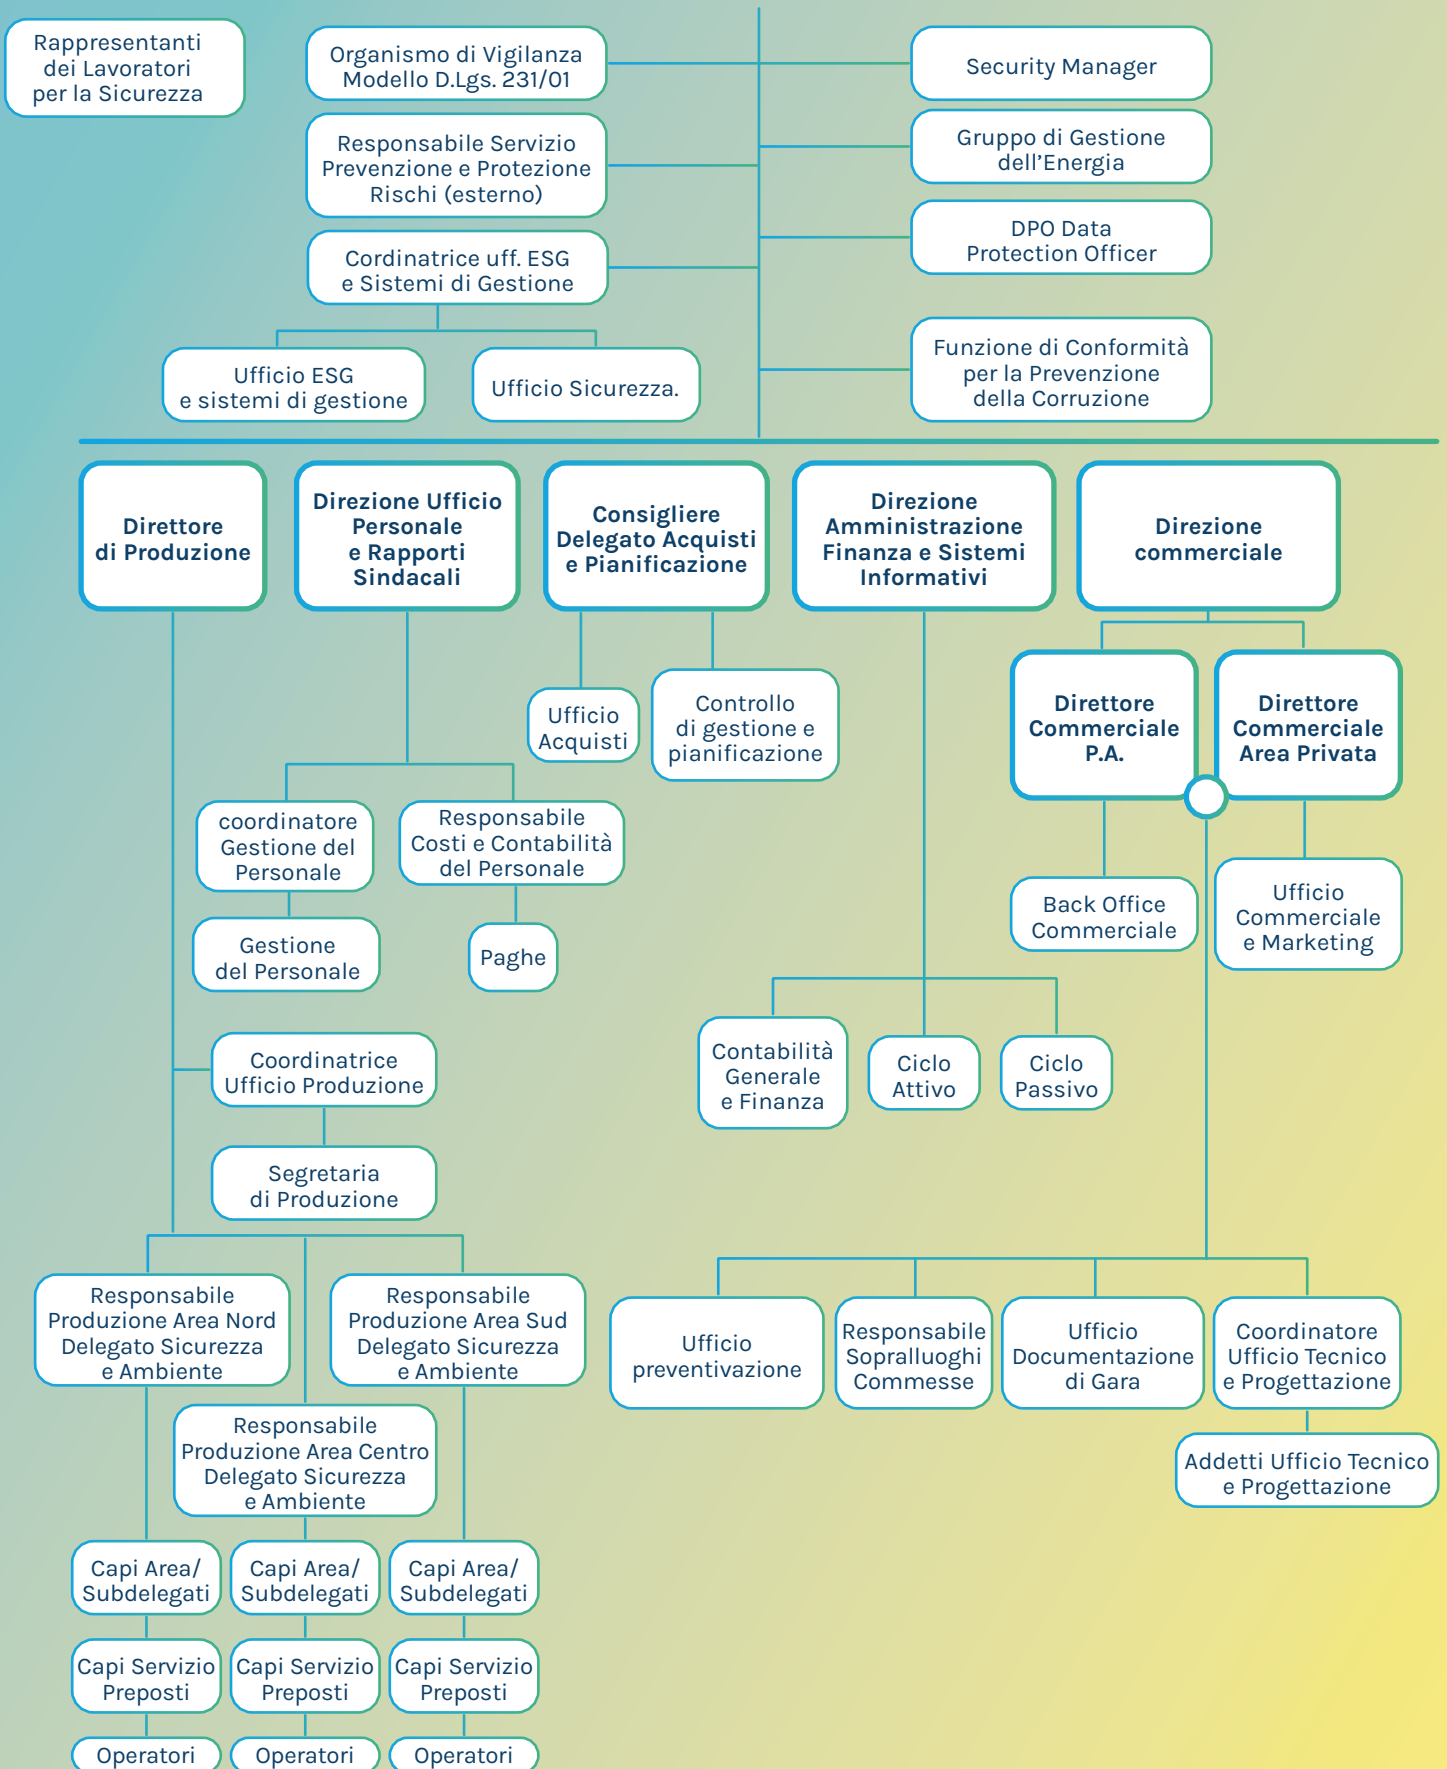 Rappresentanti
dei Lavoratori
per la Sicurezza
Organismo di Vigilanza
Modello D.Lgs. 231/01
Security Manager
Responsabile Servizio
Prevenzione e Protezione
Rischi (esterno)
Gruppo di Gestione
dell’Energia
DPO Data
Protection Officer
Cordinatrice uff. ESG
e Sistemi di Gestione
Funzione di Conformità
per la Prevenzione
della Corruzione
Ufficio ESG
e sistemi di gestione
Ufficio Sicurezza.
Direttore
di Produzione
Direzione Ufficio
Personale
e Rapporti
Sindacali
Consigliere
Delegato Acquisti
e Pianificazione
Direzione
Amministrazione
Finanza e Sistemi
Informativi
Direzione
commerciale
Ufficio
Acquisti
Controllo
di gestione e
pianificazione
Direttore
Commerciale
P.A.
Direttore
Commerciale
Area Privata
coordinatore
Gestione del
Personale
Responsabile
Costi e Contabilità
del Personale
Back Office
Commerciale
Ufficio
Commerciale
e Marketing
Gestione
del Personale
Paghe
Contabilità
Generale
e Finanza
Ciclo
Attivo
Ciclo
Passivo
Coordinatrice
Ufficio Produzione
Segretaria
di Produzione
Responsabile
Produzione Area Nord
Delegato Sicurezza
e Ambiente
Responsabile
Produzione Area Sud
Delegato Sicurezza
e Ambiente
Ufficio
preventivazione
Responsabile
Sopralluoghi
Commesse
Ufficio
Documentazione
di Gara
Coordinatore
Ufficio Tecnico
e Progettazione
Responsabile
Produzione Area Centro
Delegato Sicurezza
e Ambiente
Addetti Ufficio Tecnico
e Progettazione
Capi Area/
Subdelegati
Capi Area/
Subdelegati
Capi Area/
Subdelegati
Capi Servizio
Preposti
Capi Servizio
Preposti
Capi Servizio
Preposti
Operatori
Operatori
Operatori